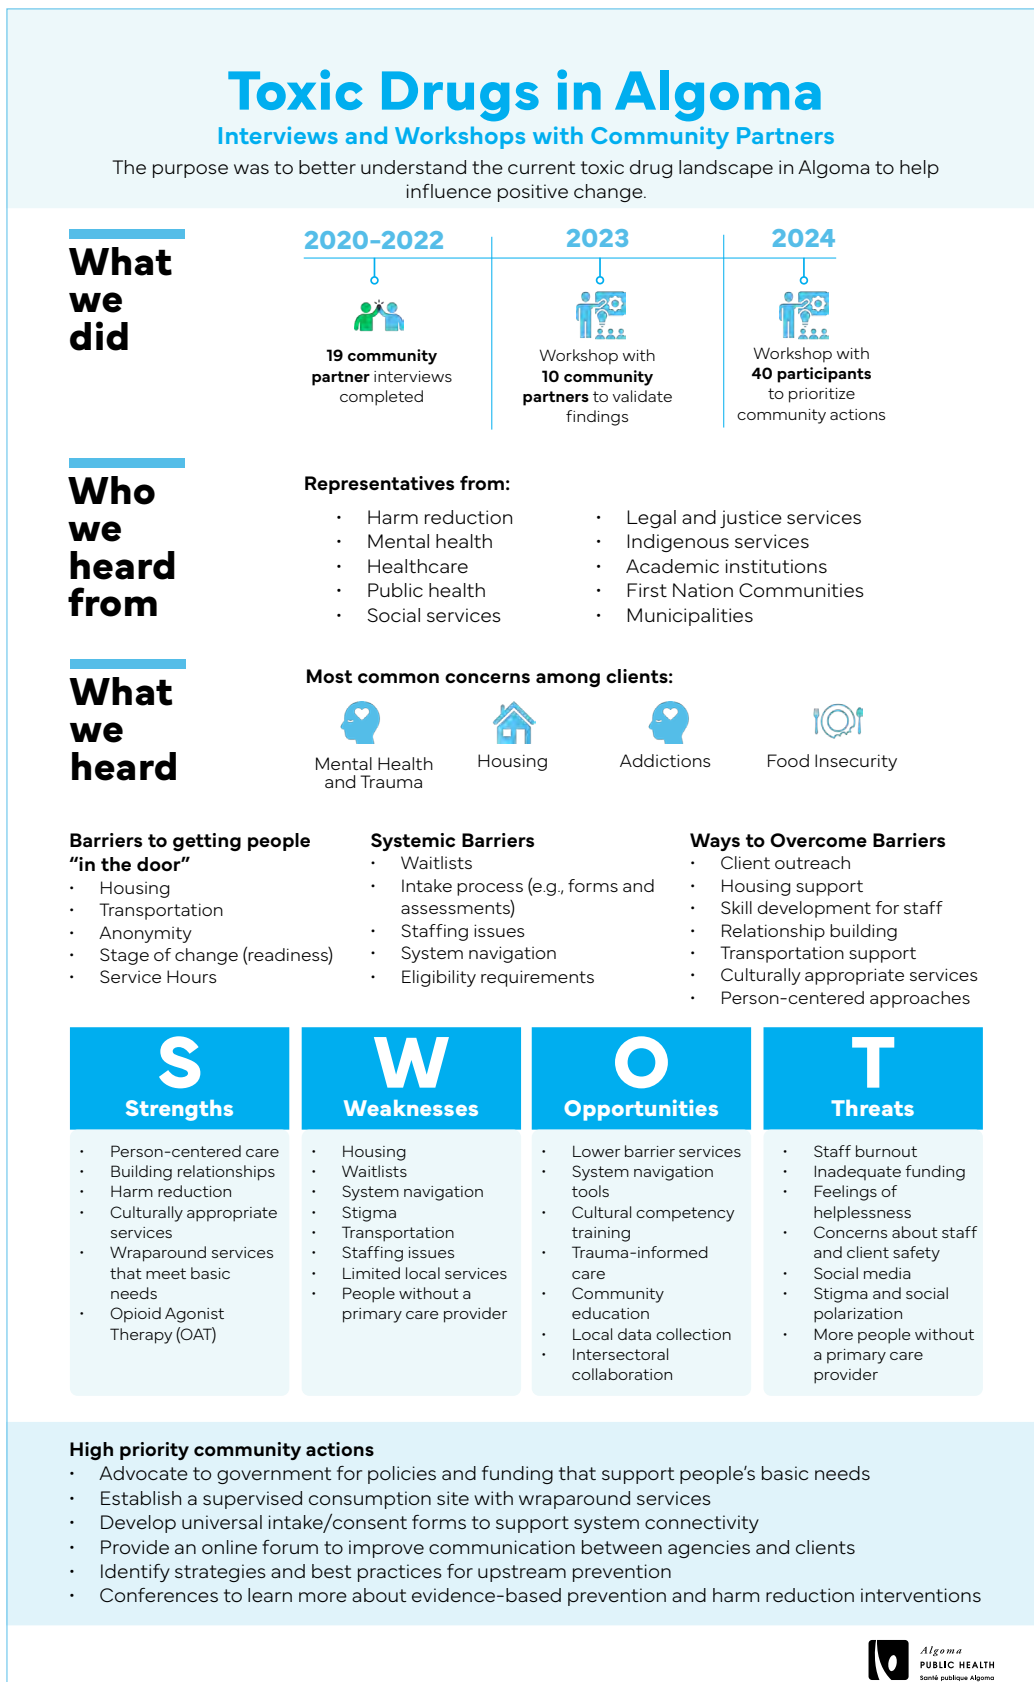 Toxic Drugs in Algoma
Interviews and Workshops with Community Partners
The purpose was to better understand the current toxic drug landscape in Algoma to help
influence positive change.
What
we
did
2020-2022
19 community
partner interviews
completed
2023
Workshop with
10 community
partners to validate
findings
2024
Workshop with
40 participants
to prioritize
community actions
Who
we
heard
from
Representatives from:
• Harm reduction
• Mental health
• Healthcare
• Public health
• Social services
• Legal and justice services
• Indigenous services
• Academic institutions
• First Nation Communities
• Municipalities
What
we
heard
Most common concerns among clients:
Mental Health
and Trauma
Housing
Addictions
Food Insecurity
Barriers to getting people
“in the door”
• Housing
• Transportation
• Anonymity
• Stage of change (readiness)
• Service Hours
Systemic Barriers
• Waitlists
• Intake process (e.g., forms and
assessments)
• Staffing issues
• System navigation
• Eligibility requirements
Ways to Overcome Barriers
• Client outreach
• Housing support
• Skill development for staff
• Relationship building
• Transportation support
• Culturally appropriate services
• Person-centered approaches
S
Strengths
• Person-centered care
• Building relationships
• Harm reduction
• Culturally appropriate
services
• Wraparound services
that meet basic
needs
• Opioid Agonist
Therapy (OAT)
W
Weaknesses
• Housing
• Waitlists
• System navigation
• Stigma
• Transportation
• Staffing issues
• Limited local services
• People without a
primary care provider
O
Opportunities
• Lower barrier services
• System navigation
tools
• Cultural competency
training
• Trauma-informed
care
• Community
education
• Local data collection
• Intersectoral
collaboration
T
Threats
• Staff burnout
• Inadequate funding
• Feelings of
helplessness
• Concerns about staff
and client safety
• Social media
• Stigma and social
polarization
• More people without
a primary care
provider
High priority community actions
• Advocate to government for policies and funding that support people’s basic needs
• Establish a supervised consumption site with wraparound services
• Develop universal intake/consent forms to support system connectivity
• Provide an online forum to improve communication between agencies and clients
• Identify strategies and best practices for upstream prevention
• Conferences to learn more about evidence-based prevention and harm reduction interventions
Algoma
PUBLIC HEALTH
Santé publique Algoma